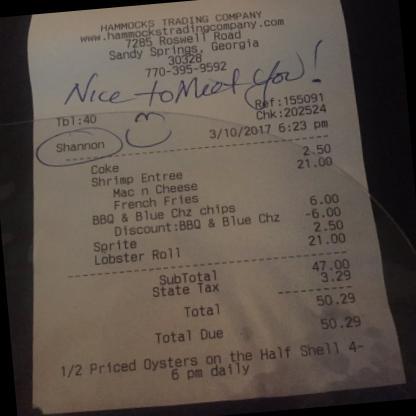 HAMMOCKS TRADING COMPANY
www.hammockstradingcompany.com
7285 Roswell Road
Sandy Springs, Georgia
30328
770-395-9592
Nice to Meet You!
Ref:155091
Tbl:40 Chk:202524
Shannon 3/10/2017 6:23 pm
Coke 2.50
Shrimp Entree 21.00
Mac n Cheese
French Fries
BBQ & Blue Chz chips 6.00
Discount:BBQ & Blue Chz -6.00
Sprite 2.50
Lobster Roll 21.00
SubTotal 47.00
State Tax 3.29
Total 50.29
Total Due 50.29
1/2 Priced Oysters on the Half Shell 4-
6 pm daily